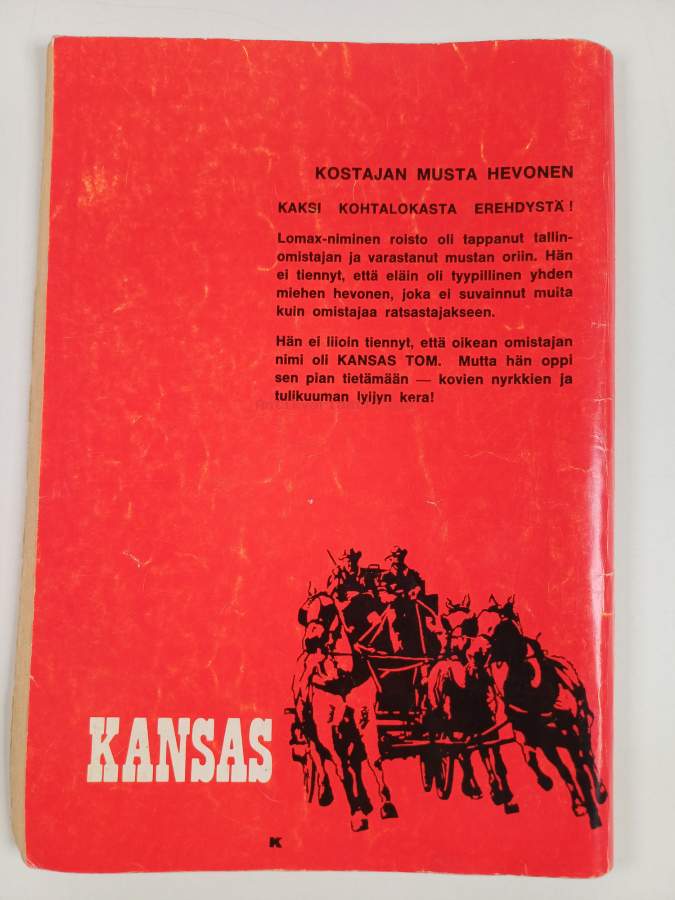 KOSTAJAN MUSTA HEVONEN
KAKSI KOHTALOKASTA EREHDYSTÄ!
Lomax-niminen roisto oli tappanut tallin-
omistajan ja varastanut mustan oriin. Hän
ei tiennyt, että eläin oli tyypillinen yhden
miehen hevonen, joka ei suvainnut muita
kuin omistajaa ratsastajakseen.
Hän ei liioin tiennyt, että oikean omistajan
nimi oli KANSAS TOM. Mutta hän oppi
sen pian tietämään — kovien nyrkkien ja
tulikuuman lyijyn kera!
KANSAS
K